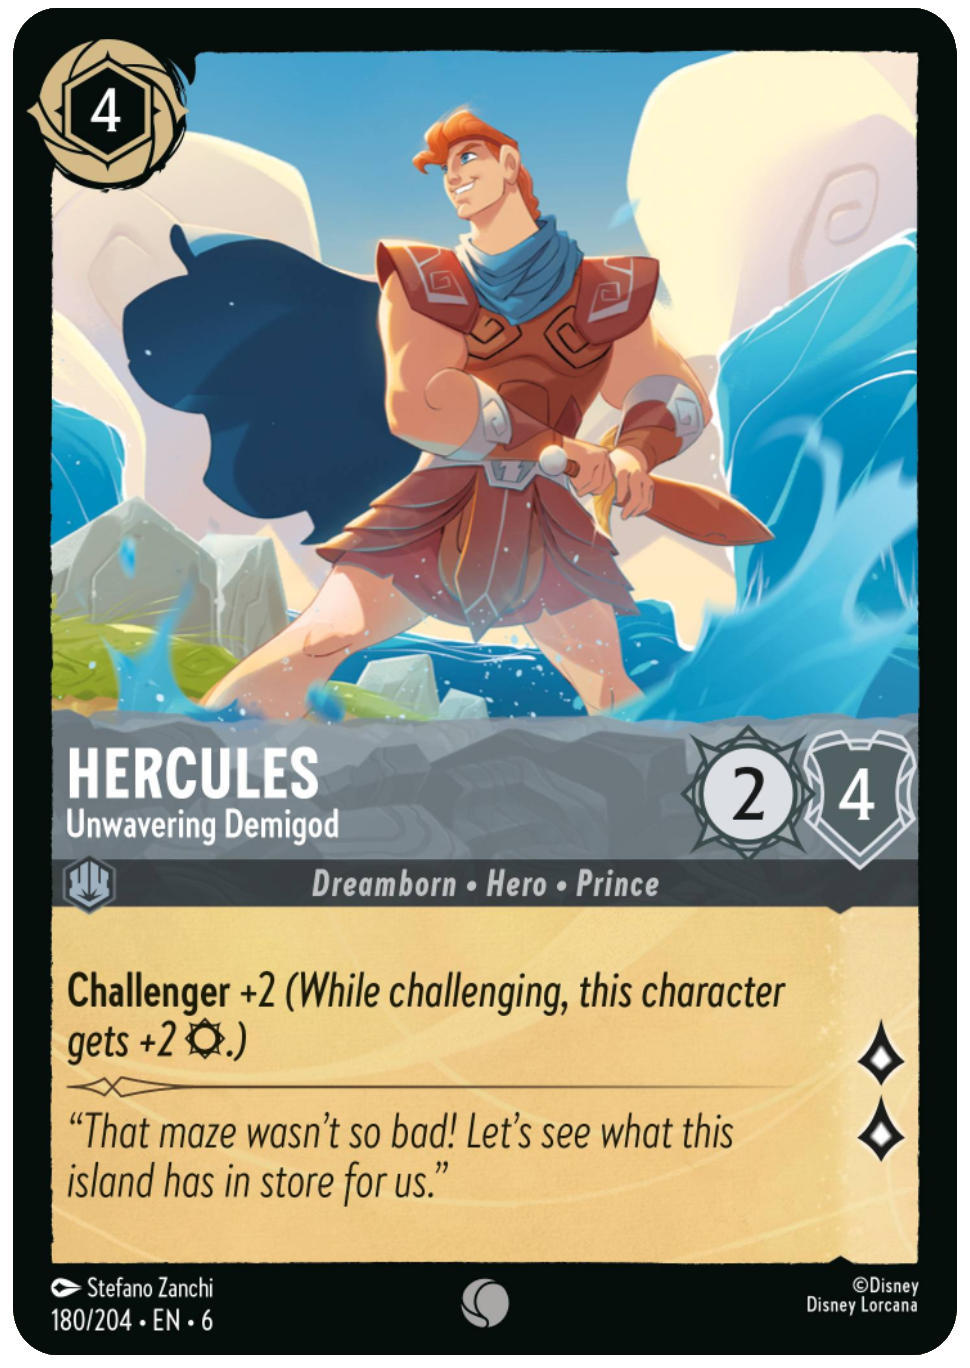 4
HERCULES
Unwavering Demigod
2
4
Dreamborn • Hero • Prince
Challenger +2 (While challenging, this character
gets +2 .)
“That maze wasn’t so bad! Let’s see what this
island has in store for us.”
Stefano Zanchi
180/204 • EN • 6
©Disney
Disney Lorcana